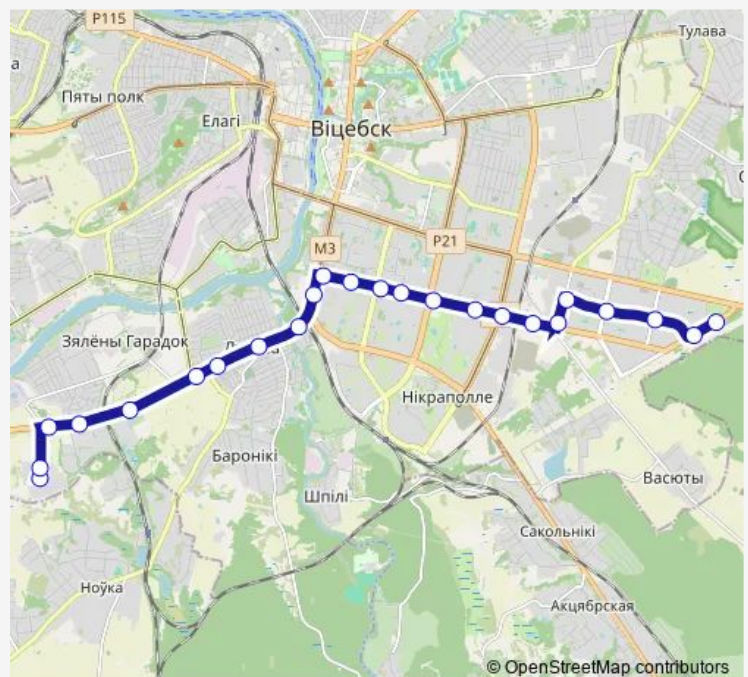 P115
Тулава
а
Пяты полк
Елагі
Віцебск
P21
M3
Зялёны Гарадок
Нікраполле
Баронікі
Васюты
Шпілі
Сакольнікі
Ноўка
Акцябрская
© OpenStreetMap contributors